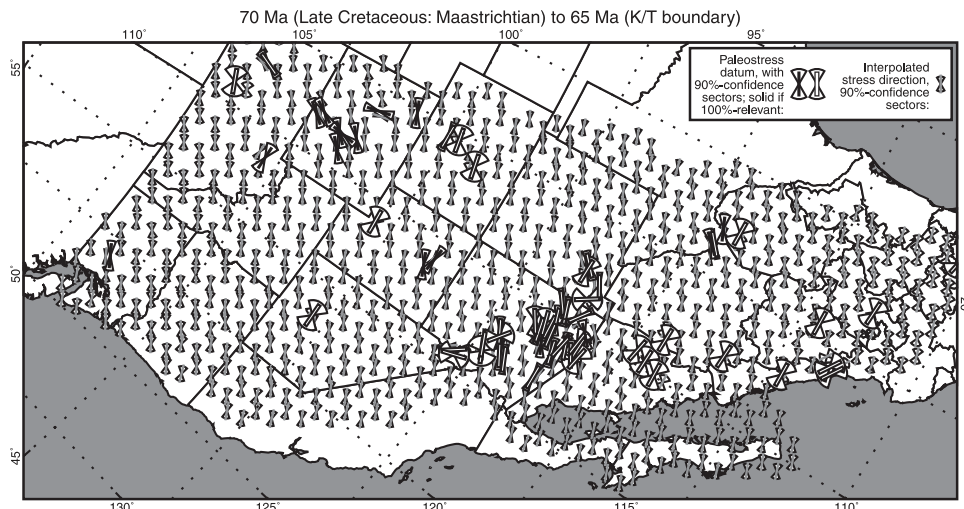 70 Ma (Late Cretaceous: Maastrichtian) to 65 Ma (K/T boundary)
110˚
105˚
100˚
95˚
55˚
Paleostress
datum, with
90%-confidence
sectors; solid if
100%-relevant:
Interpolated
stress direction,
90%-confidence
sectors:
50˚
45˚
130˚
125˚
120˚
115˚
110˚